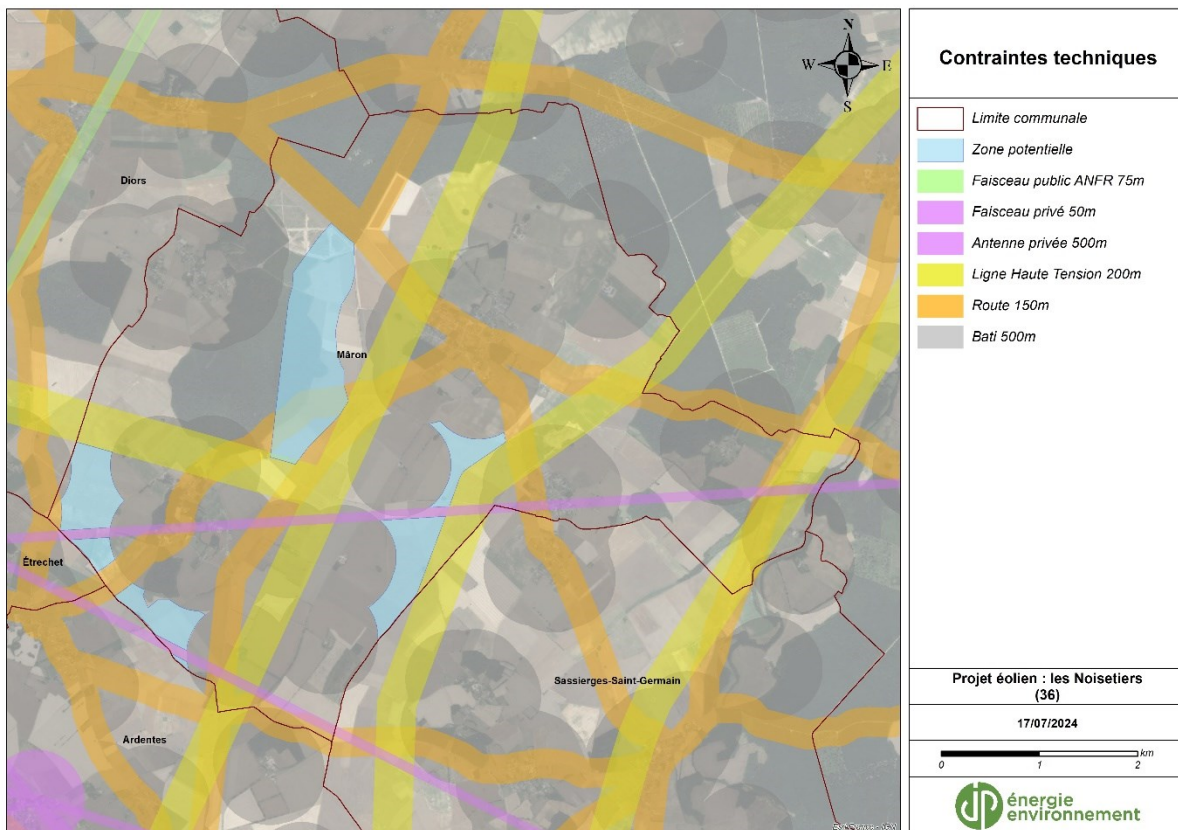 N
W E
S
Diors
Mâron
Étrechet
Sassierges-Saint-Germain
Ardentes
Contraintes techniques
Limite communale
Zone potentielle
Faisceau public ANFR 75m
Faisceau privé 50m
Antenne privée 500m
Ligne Haute Tension 200m
Route 150m
Bati 500m
Projet éolien : les Noisetiers
(36)
17/07/2024
km
0 1 2
JP énergie
environnement